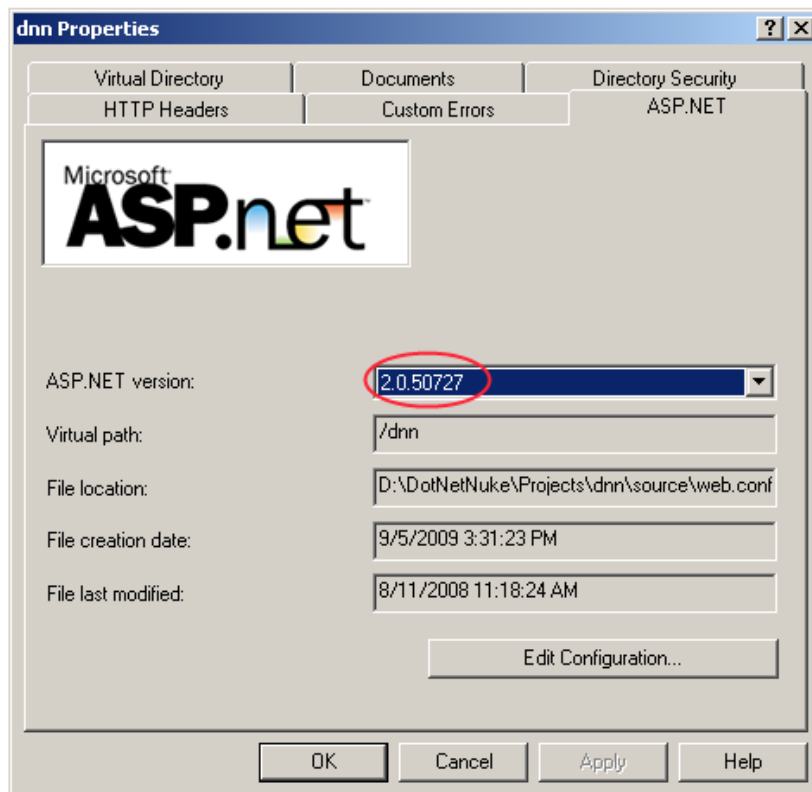 dnn Properties
Virtual Directory Documents Directory Security
HTTP Headers Custom Errors ASP.NET
Microsoft
ASP.net
ASP.NET version: 2.0.50727
Virtual path: /dnn
File location: D:\DotNetNuke\Projects\dnn\source\web.conf
File creation date: 9/5/2009 3:31:23 PM
File last modified: 8/11/2008 11:18:24 AM
Edit Configuration...
OK Cancel Apply Help